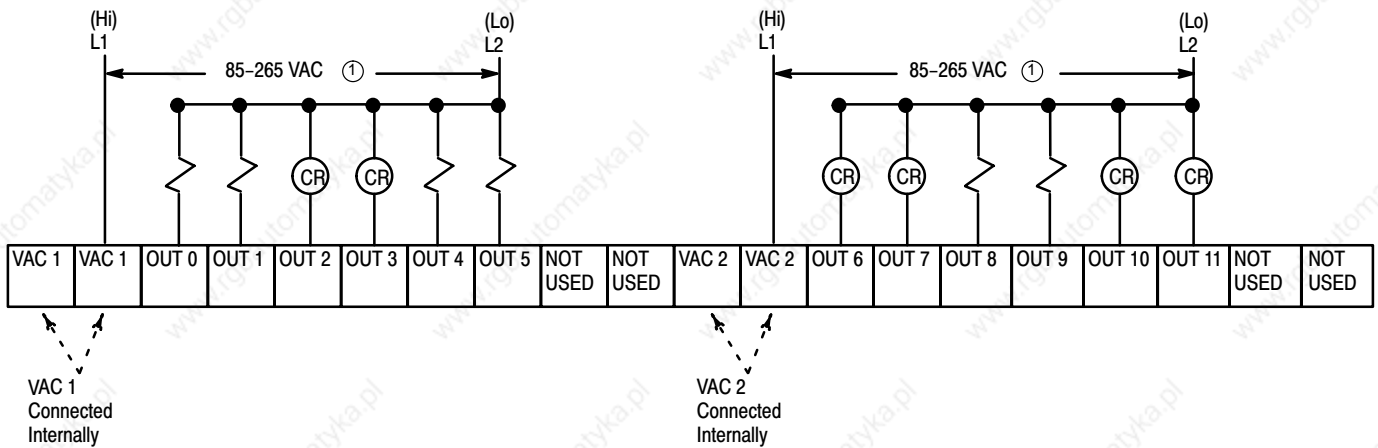 (Hi)
L1
(Lo)
L2
85–265 VAC ①
(Hi)
L1
(Lo)
L2
85–265 VAC ①
CR
CR
CR
CR
CR
CR
VAC 1
VAC 1
OUT 0
OUT 1
OUT 2
OUT 3
OUT 4
OUT 5
NOT
USED
NOT
USED
VAC 2
VAC 2
OUT 6
OUT 7
OUT 8
OUT 9
OUT 10
OUT 11
NOT
USED
NOT
USED
VAC 1
Connected
Internally
VAC 2
Connected
Internally
www.rgbautomatyka.pl